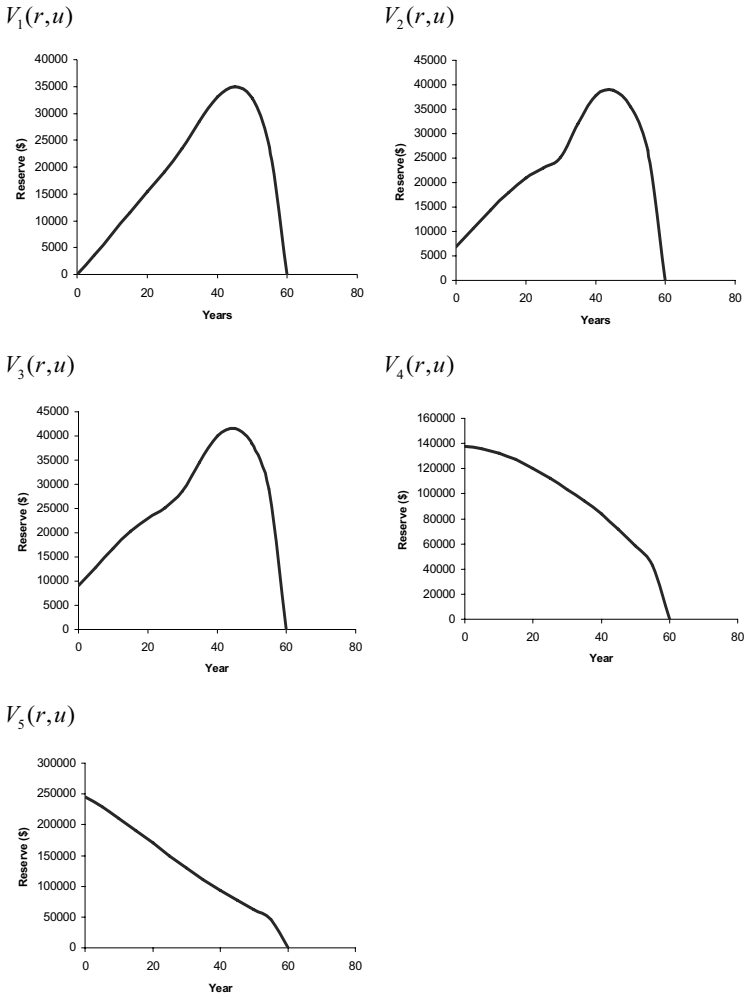 V₁(r,u)
40000
35000
30000
25000
20000
15000
10000
5000
0
Reserve ($)
0 20 40 60 80
Years
V₂(r,u)
45000
40000
35000
30000
25000
20000
15000
10000
5000
0
Reserve($)
0 20 40 60 80
Years
V₃(r,u)
45000
40000
35000
30000
25000
20000
15000
10000
5000
0
Reserve ($)
0 20 40 60 80
Year
V₄(r,u)
160000
140000
120000
100000
80000
60000
40000
20000
0
Reserve ($)
0 20 40 60 80
Year
V₅(r,u)
300000
250000
200000
150000
100000
50000
0
Reserve ($)
0 20 40 60 80
Year